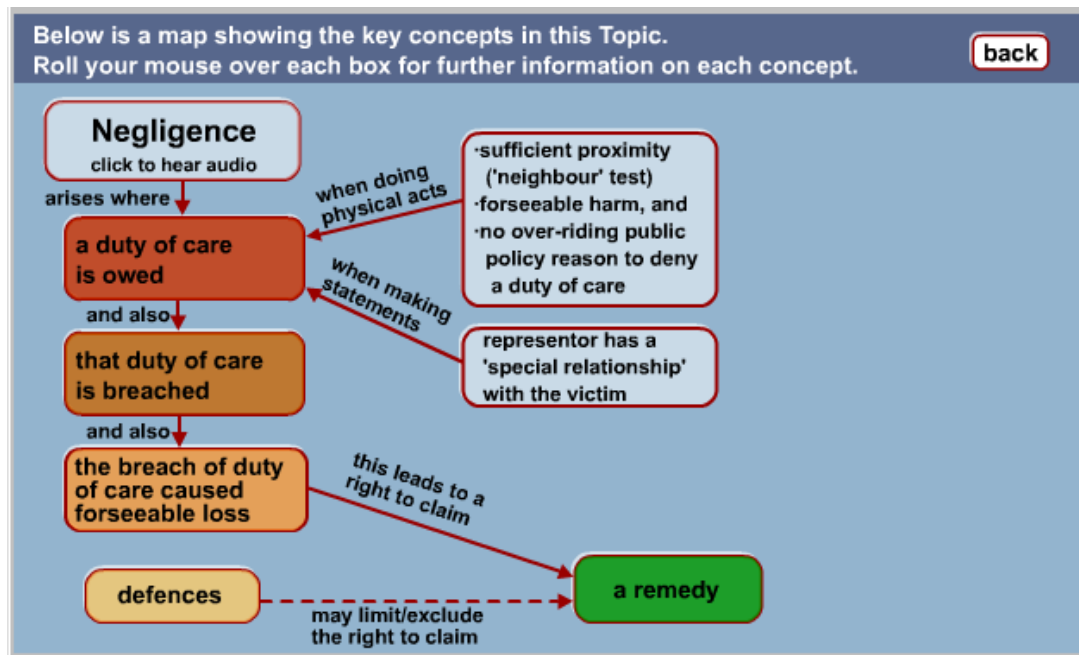 Below is a map showing the key concepts in this Topic.
Roll your mouse over each box for further information on each concept.
back
Negligence
click to hear audio
arises where
a duty of care
is owed
when doing
physical acts
·sufficient proximity
('neighbour' test)
·forseeable harm, and
·no over-riding public
policy reason to deny
a duty of care
when making
statements
representor has a
'special relationship'
with the victim
and also
that duty of care
is breached
and also
the breach of duty
of care caused
forseeable loss
this leads to a
right to claim
a remedy
defences
may limit/exclude
the right to claim